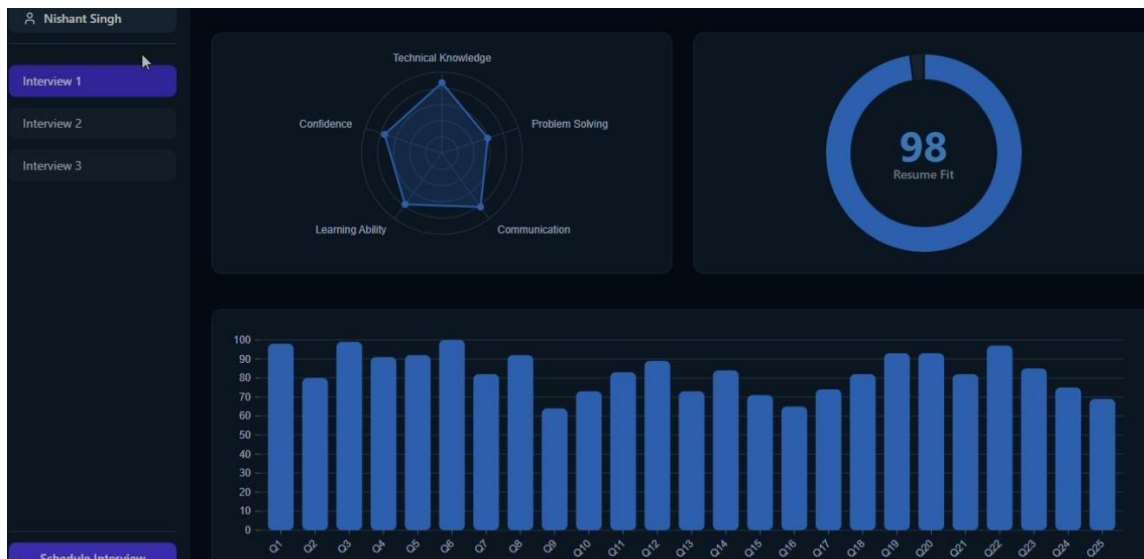 Nishant Singh
Interview 1
Interview 2
Interview 3
Schedule Interview
Technical Knowledge
Confidence
Problem Solving
Learning Ability
Communication
98
Resume Fit
100
90
80
70
60
50
40
30
20
10
0
Q1 Q2 Q3 Q4 Q5 Q6 Q7 Q8 Q9 Q10 Q11 Q12 Q13 Q14 Q15 Q16 Q17 Q18 Q19 Q20 Q21 Q22 Q23 Q24 Q25